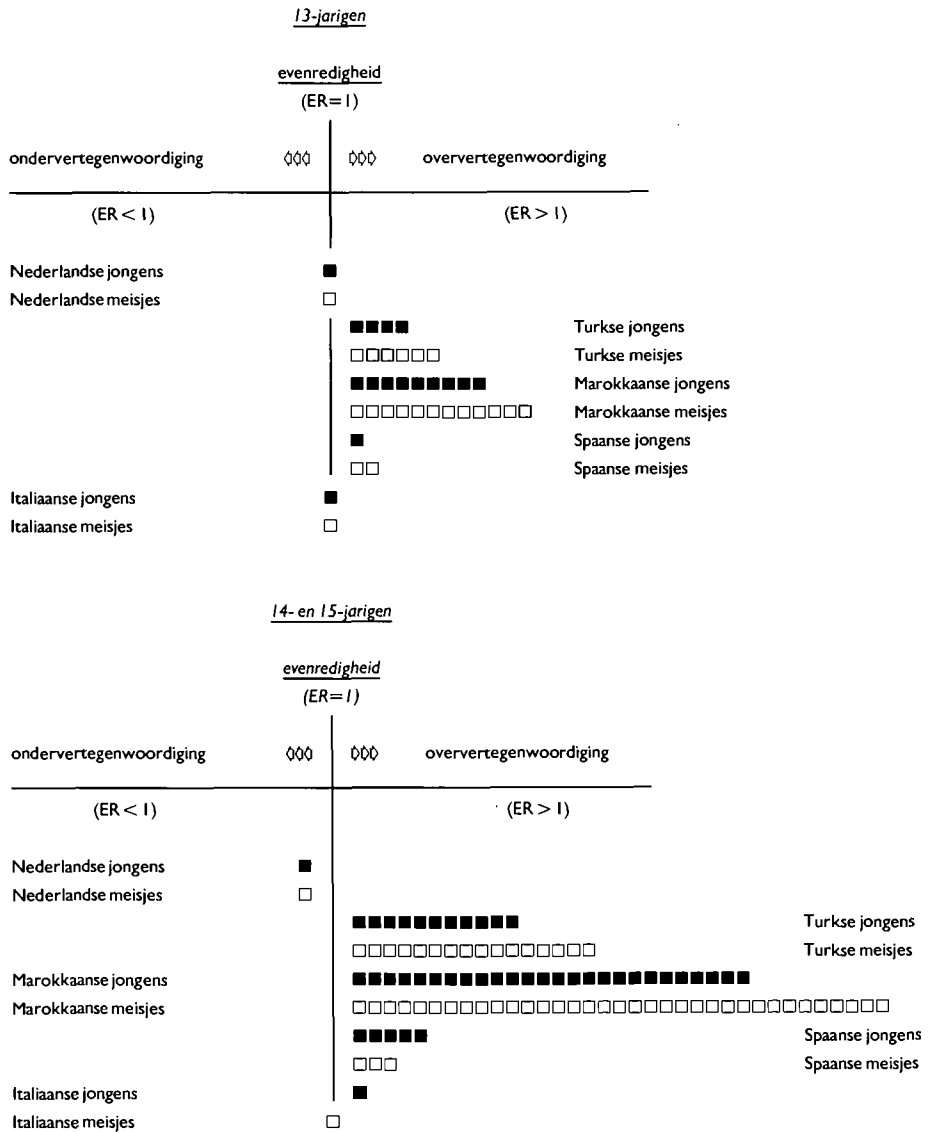 13-jarigen
evenredigheid
(ER = 1)
ondervertegenwoordiging oververtegenwoordiging
(ER < 1) (ER > 1)
Nederlandse jongens
Nederlandse meisjes
Turkse jongens
Turkse meisjes
Marokkaanse jongens
Marokkaanse meisjes
Spaanse jongens
Spaanse meisjes
Italiaanse jongens
Italiaanse meisjes
14- en 15-jarigen
evenredigheid
(ER = 1)
ondervertegenwoordiging oververtegenwoordiging
(ER < 1) (ER > 1)
Nederlandse jongens
Nederlandse meisjes
Turkse jongens
Turkse meisjes
Marokkaanse jongens
Marokkaanse meisjes
Spaanse jongens
Spaanse meisjes
Italiaanse jongens
Italiaanse meisjes